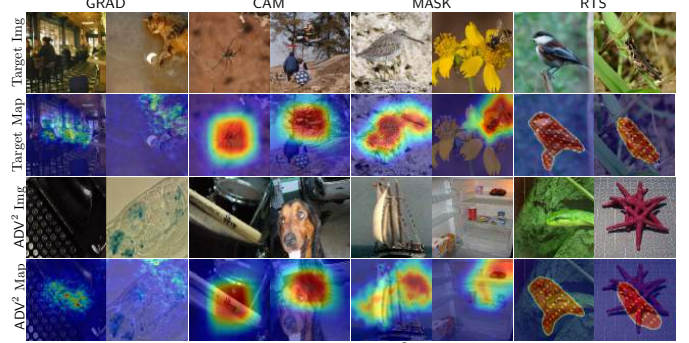 GRAD CAM MASK RTS
Target Img
Target Map
ADV² Img
ADV² Map